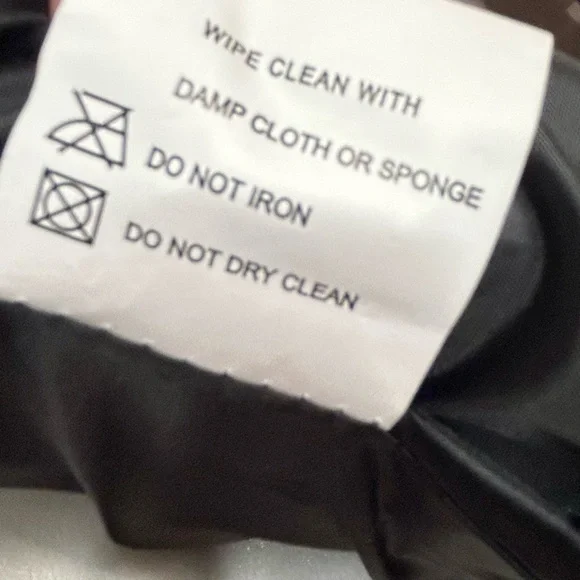 WIPE CLEAN WITH
DAMP CLOTH OR SPONGE
DO NOT IRON
DO NOT DRY CLEAN